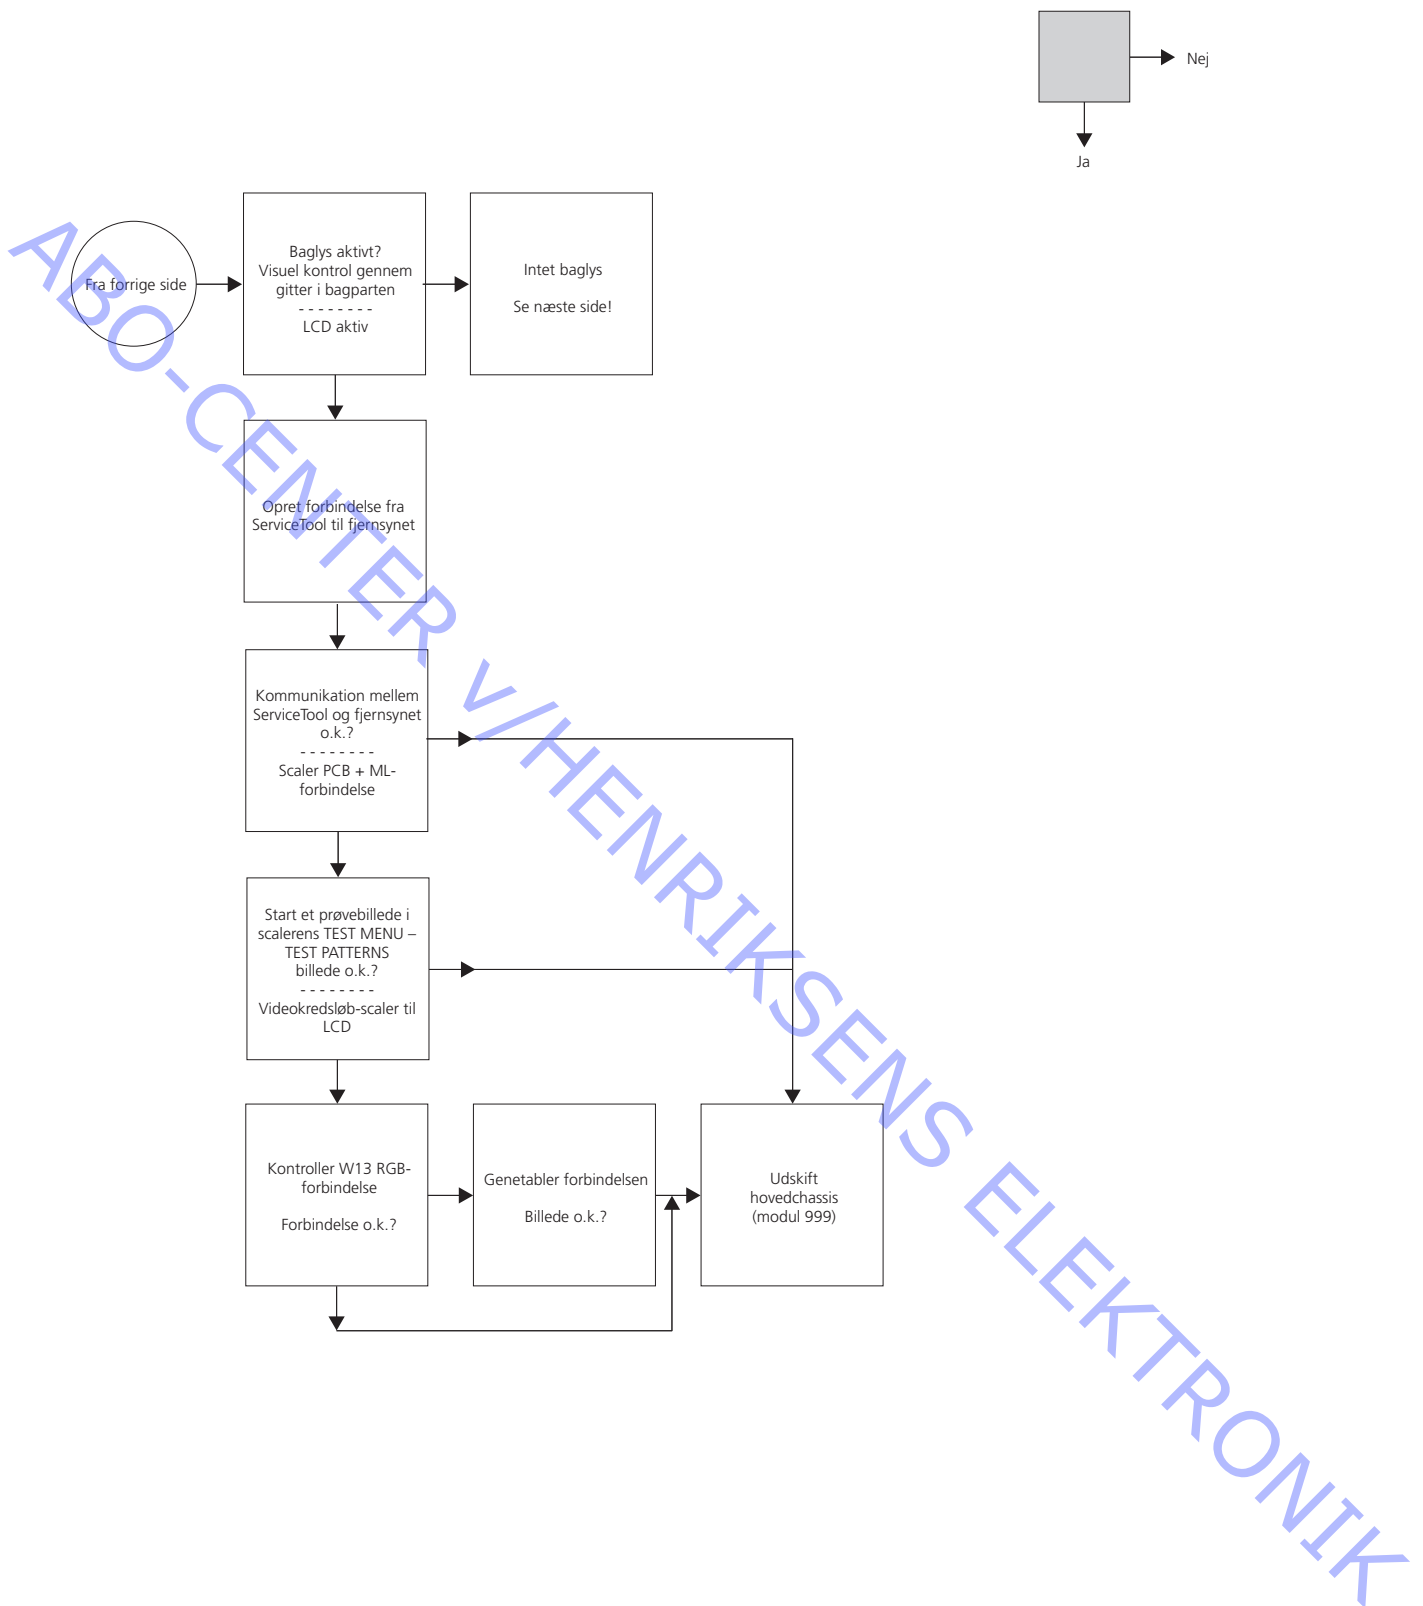 Nej
Ja
Fra forrige side
Baglys aktivt?
Visuel kontrol gennem
gitter i bagparten
- - - - - - - -
LCD aktiv
Intet baglys
Se næste side!
Opret forbindelse fra
ServiceTool til fjernsynet
Kommunikation mellem
ServiceTool og fjernsynet
o.k.?
- - - - - - - -
Scaler PCB + ML-
forbindelse
Start et prøvebillede i
scalerens TEST MENU –
TEST PATTERNS
billede o.k.?
- - - - - - - -
Videokredsløb-scaler til
LCD
Kontroller W13 RGB-
forbindelse
Forbindelse o.k.?
Genetabler forbindelsen
Billede o.k.?
Udskift
hovedchassis
(modul 999)
ABO-CENTER v/HENRIKSENS ELEKTRONIK